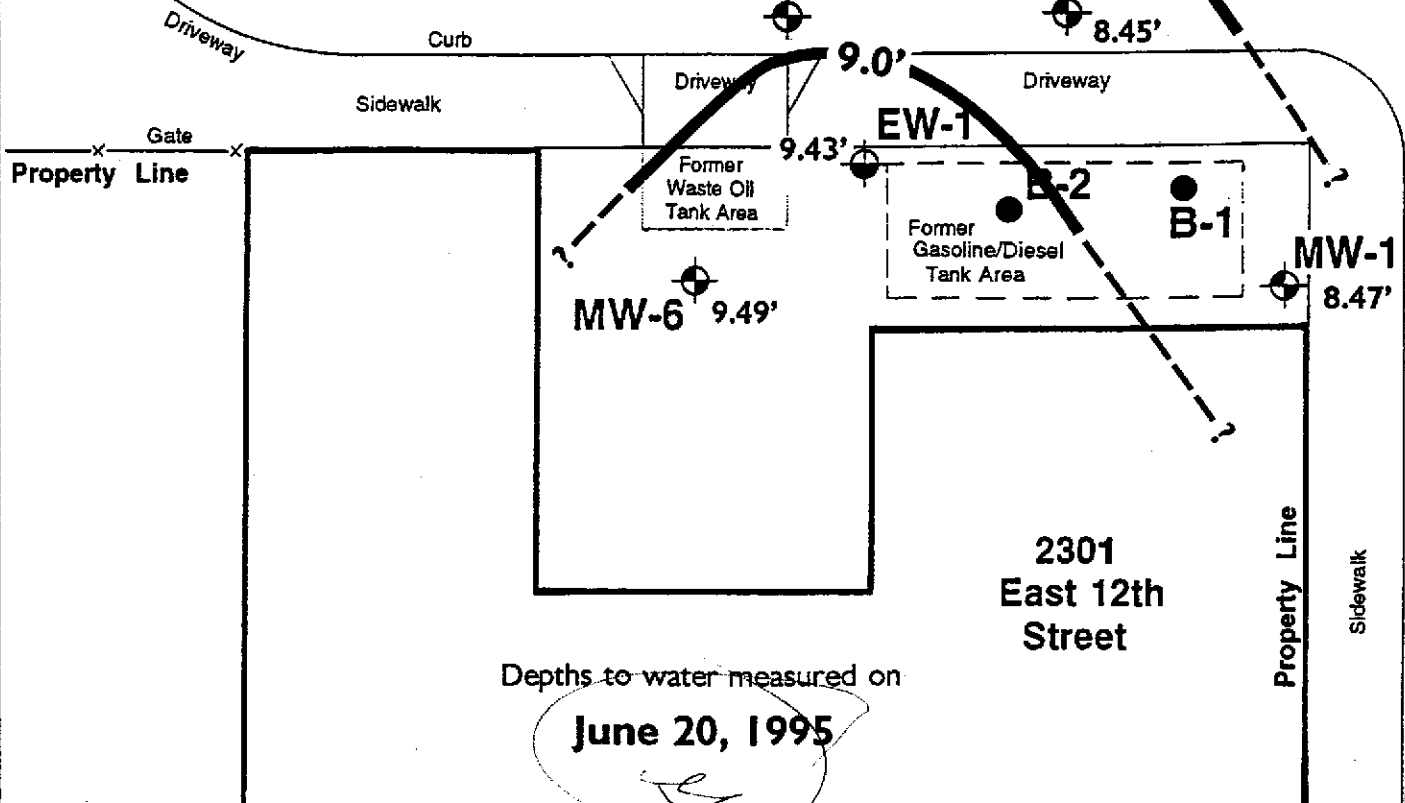 Driveway
Curb
8.45'
9.0'
Driveway
Driveway
Sidewalk
EW-1
Gate
9.43'
Property Line
Former
Waste Oil
Tank Area
B-2
B-1
Former
Gasoline/Diesel
Tank Area
MW-1
8.47'
?
?
MW-6 9.49'
?
2301
East 12th
Street
Property Line
Sidewalk
Depths to water measured on
June 20, 1995